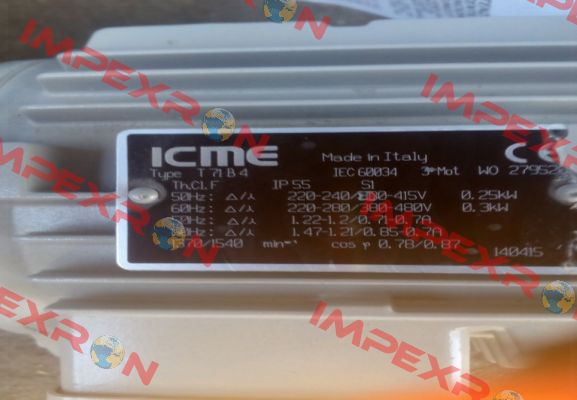 ICME Made In Italy CE
Type T 71 B 4 IEC 60034 3~Mot WO
Th.Cl. F IP 55 S1
50Hz: Δ/⅄ 220-240/380-415V 0.25kW
60Hz: Δ/⅄ 220-280/380-480V 0.3kW
50Hz: Δ/⅄ 1.22-1.2/0.71-0.7A
60Hz: Δ/⅄ 1.47-1.21/0.85-0.7A
/1540 min⁻¹ cos φ 0.78/0.87
140415
IMPEXRON
IMPEXRON
IMPEXRON
IMPEXRON